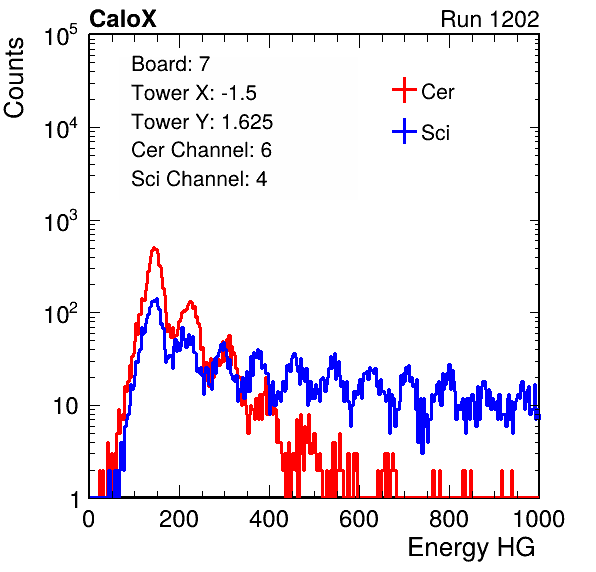 CaloX Run 1202
Counts
10^5
10^4
10^3
10^2
10
1
Board: 7
Tower X: -1.5
Tower Y: 1.625
Cer Channel: 6
Sci Channel: 4
Cer
Sci
0 200 400 600 800 1000
Energy HG